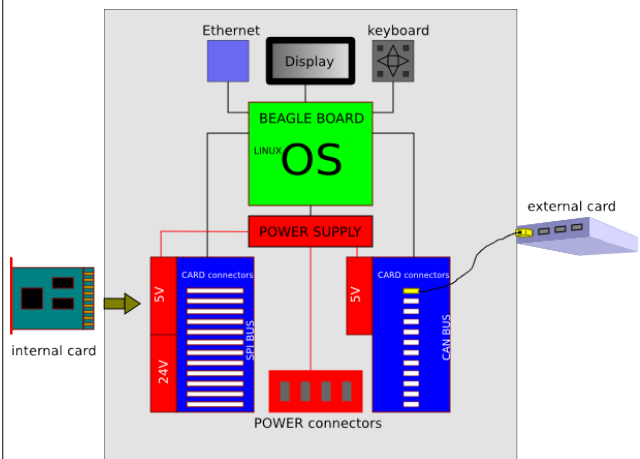 Ethernet
keyboard
Display
BEAGLE BOARD
LINUX OS
external card
POWER SUPPLY
5V
CARD connectors
5V
CARD connectors
SPI BUS
CAN BUS
internal card
24V
POWER connectors